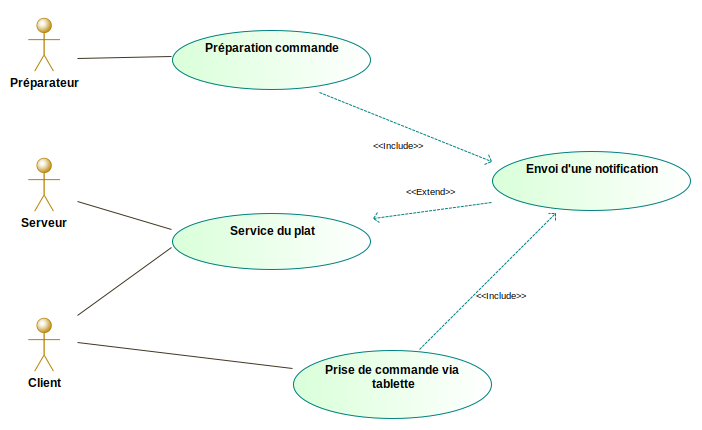 Préparation commande
Préparateur
<<Include>>
Envoi d'une notification
<<Extend>>
Serveur
Service du plat
<<Include>>
Client
Prise de commande via
tablette